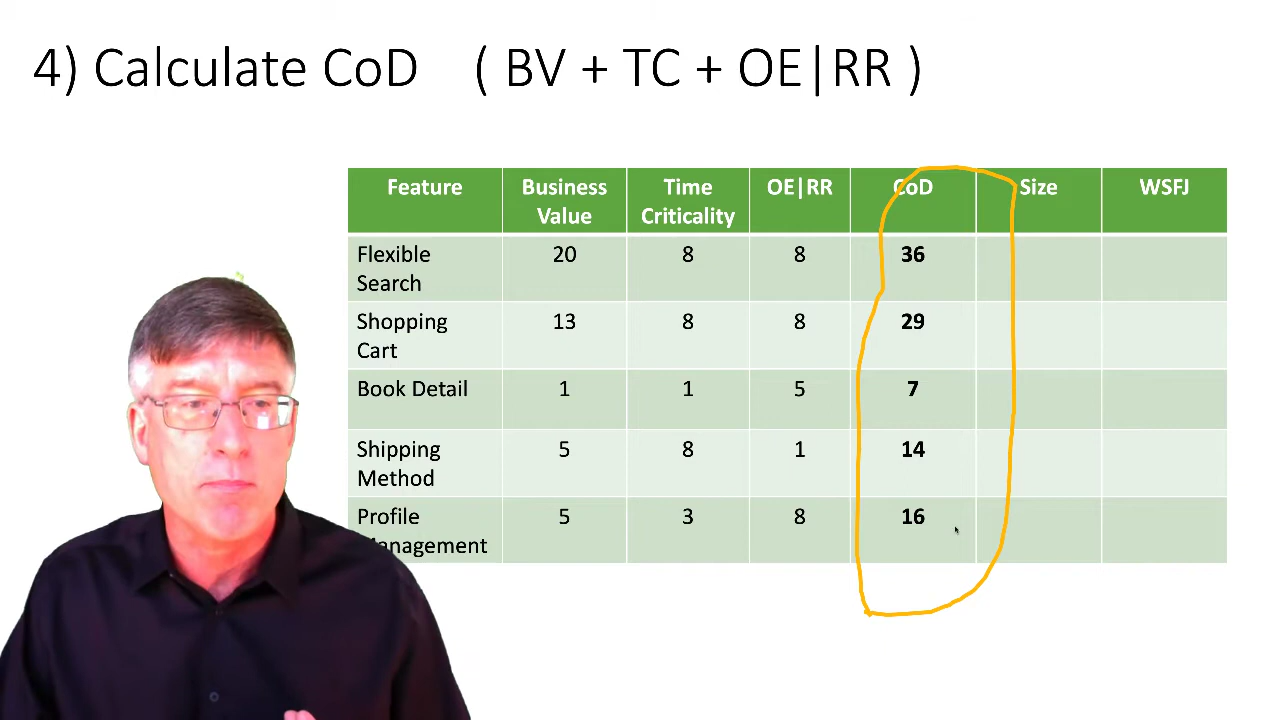 4) Calculate CoD ( BV + TC + OE|RR )
Feature Business Value Time Criticality OE|RR CoD Size WSFJ
Flexible Search 20 8 8 36
Shopping Cart 13 8 8 29
Book Detail 1 1 5 7
Shipping Method 5 8 1 14
Profile Management 5 3 8 16